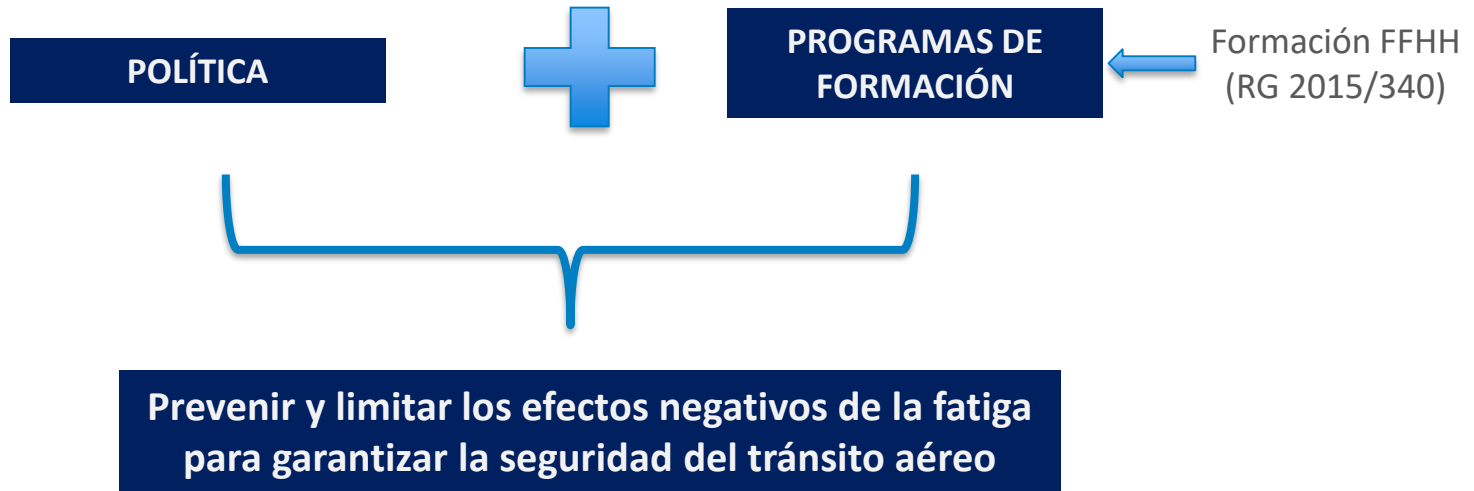 POLÍTICA
PROGRAMAS DE
FORMACIÓN
Formación FFHH
(RG 2015/340)
Prevenir y limitar los efectos negativos de la fatiga
para garantizar la seguridad del tránsito aéreo